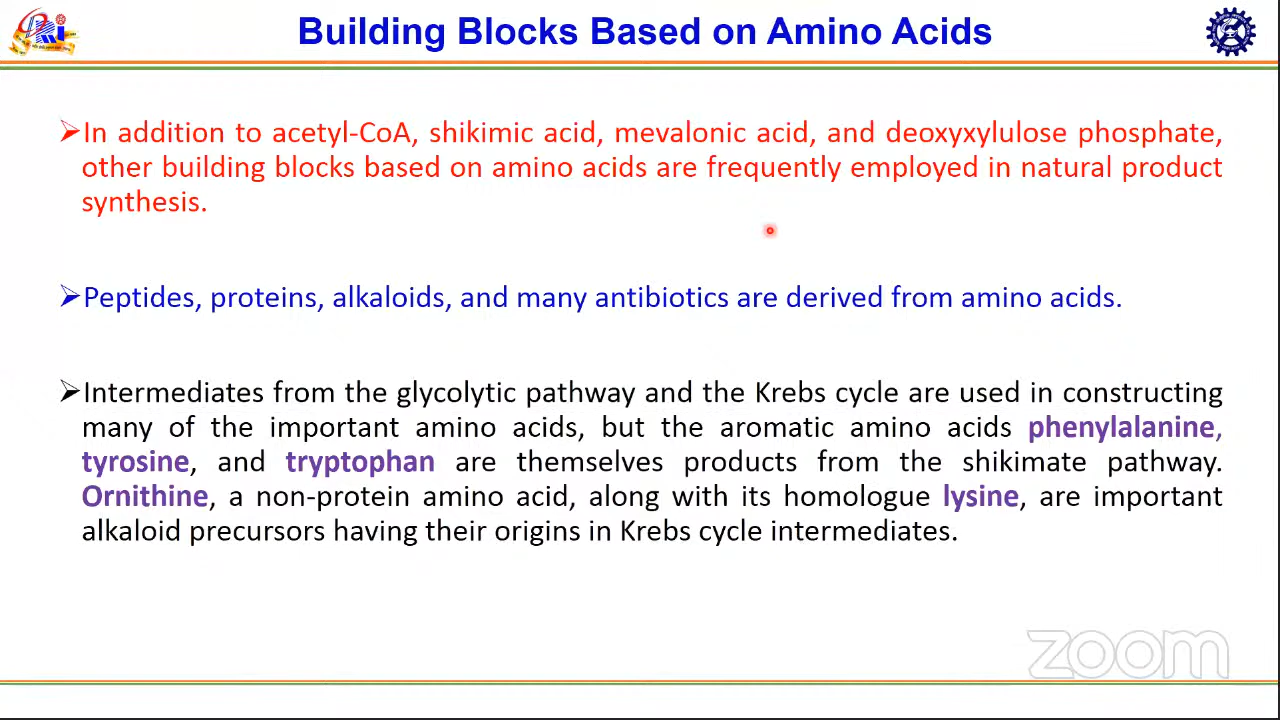 Building Blocks Based on Amino Acids
➢In addition to acetyl-CoA, shikimic acid, mevalonic acid, and deoxyxylulose phosphate,
other building blocks based on amino acids are frequently employed in natural product
synthesis.
➢Peptides, proteins, alkaloids, and many antibiotics are derived from amino acids.
➢Intermediates from the glycolytic pathway and the Krebs cycle are used in constructing
many of the important amino acids, but the aromatic amino acids phenylalanine,
tyrosine, and tryptophan are themselves products from the shikimate pathway.
Ornithine, a non-protein amino acid, along with its homologue lysine, are important
alkaloid precursors having their origins in Krebs cycle intermediates.
zoom